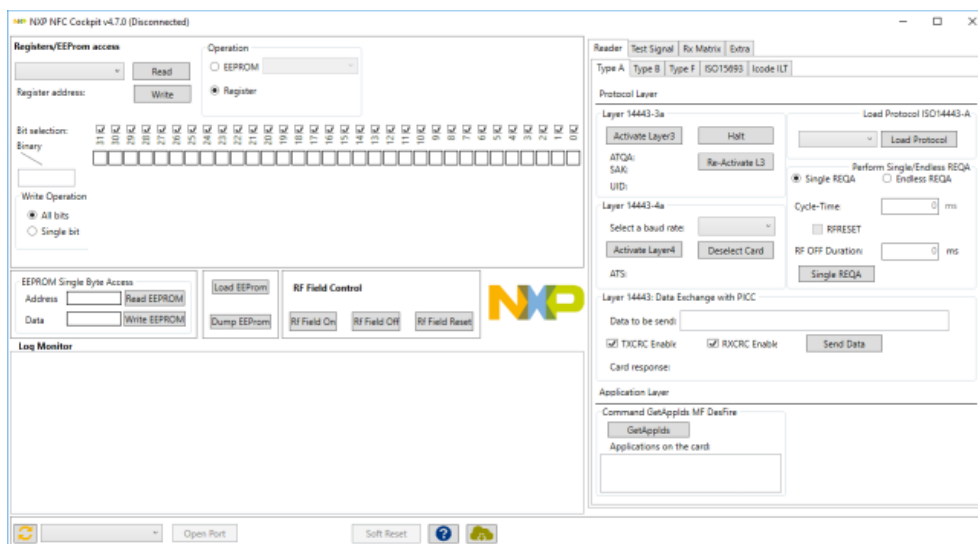 NXP NFC Cockpit v4.7.0 (Disconnected)
Registers/EEProm access
Read
Register address:
Write
Operation
EEPROM
Register
Bit selection:
31 30 29 28 27 26 25 24 23 22 21 20 19 18 17 16 15 14 13 12 11 10 9 8 7 6 5 4 3 2 1 0
Binary
Write Operation
All bits
Single bit
EEPROM Single Byte Access
Address
Read EEPROM
Data
Write EEPROM
Load EEProm
Dump EEProm
RF Field Control
Rf Field On
Rf Field Off
Rf Field Reset
NXP
Log Monitor
Open Port
Soft Reset
?
Reader Test Signal Rx Matrix Extra
Type A Type B Type F ISO15693 Icode ILT
Protocol Layer
Layer 14443-3a
Activate Layer3
Halt
ATQA:
SAK:
Re-Activate L3
UID:
Load Protocol ISO14443-A
Load Protocol
Perform Single/Endless REQA
Single REQA
Endless REQA
Cycle-Time:
0 ms
RFRESET
RF OFF Duration:
0 ms
Single REQA
Layer 14443-4a
Select a baud rate:
Activate Layer4
Deselect Card
ATS:
Layer 14443: Data Exchange with PICC
Data to be send:
TXCRC Enable
RXCRC Enable
Send Data
Card response:
Application Layer
Command GetAppIds MF DesFire
GetAppIds
Applications on the card: